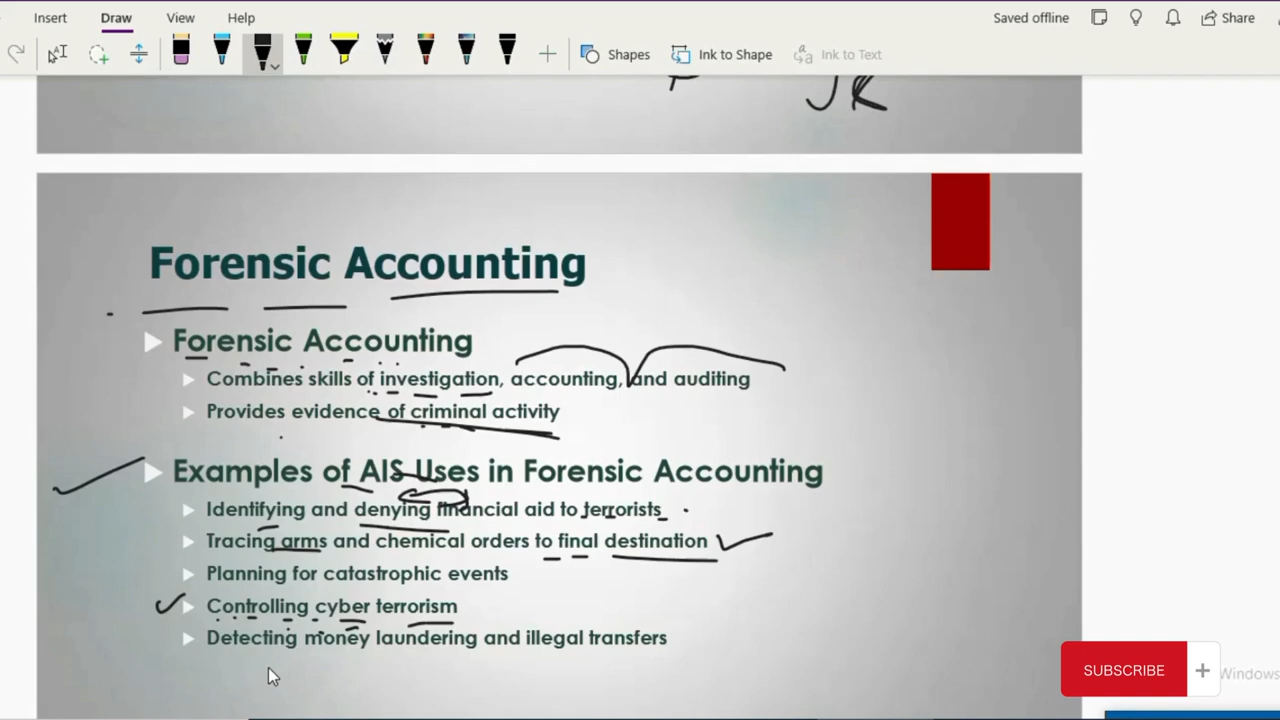 Insert Draw View Help Saved offline Share
Shapes Ink to Shape Ink to Text
JK
Forensic Accounting
Forensic Accounting
Combines skills of investigation, accounting, and auditing
Provides evidence of criminal activity
Examples of AIS Uses in Forensic Accounting
Identifying and denying financial aid to terrorists
Tracing arms and chemical orders to final destination
Planning for catastrophic events
Controlling cyber terrorism
Detecting money laundering and illegal transfers
SUBSCRIBE
Windows